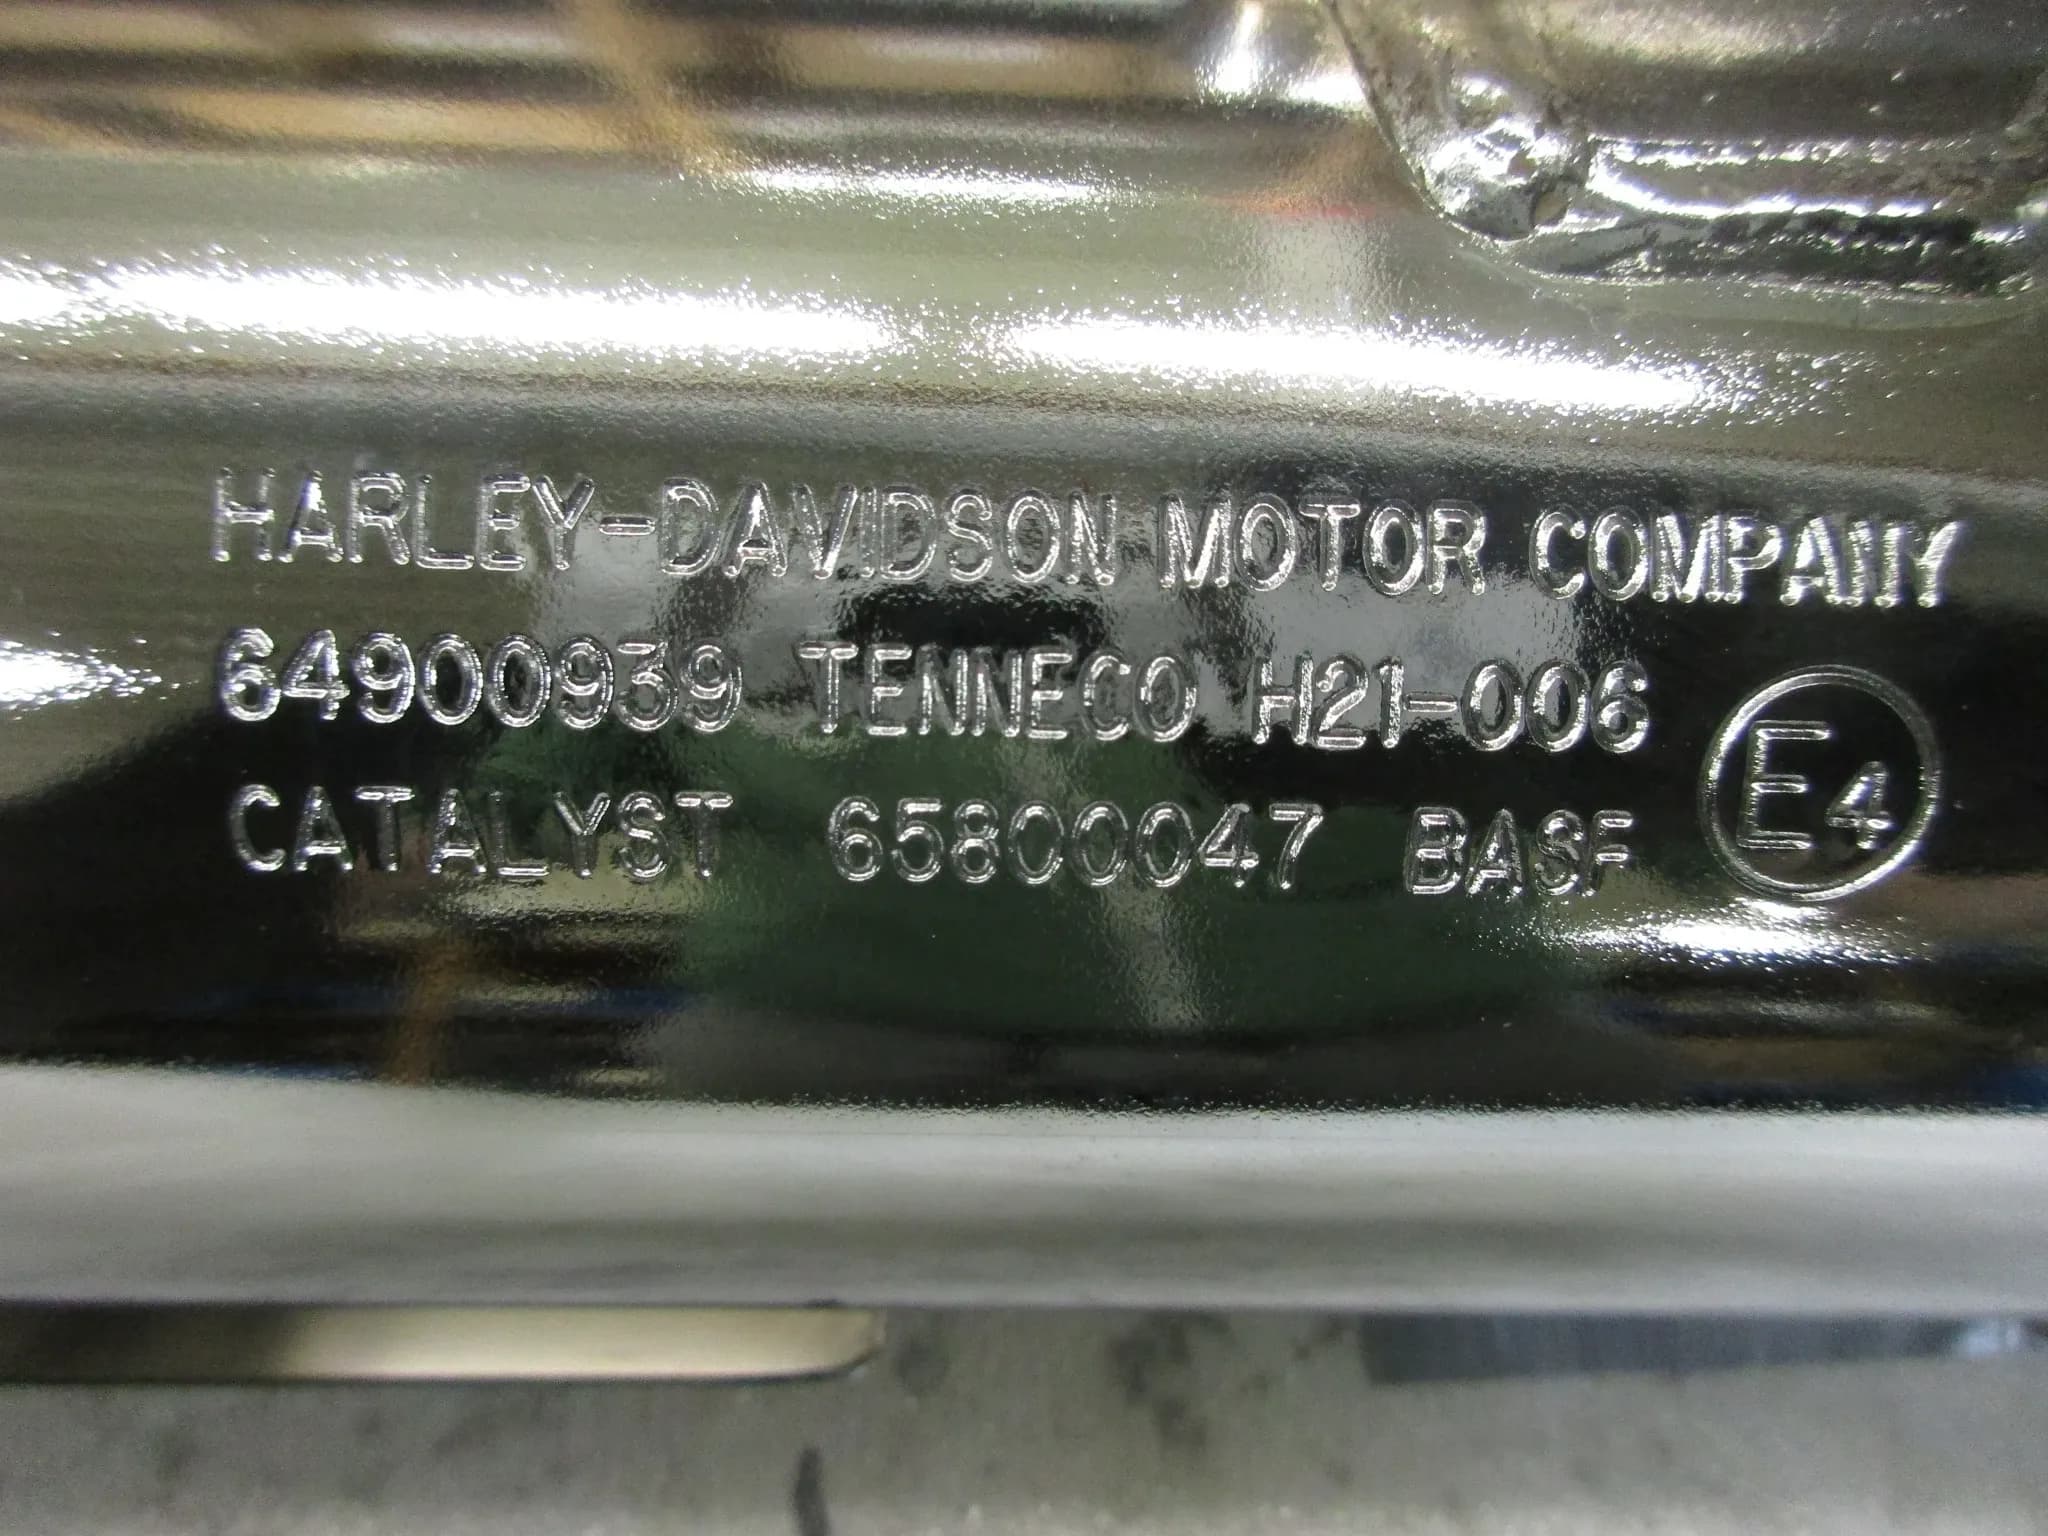 HARLEY-DAVIDSON MOTOR COMPANY
64900939 TENNECO H21-006
CATALYST 65800047 BASF
E4